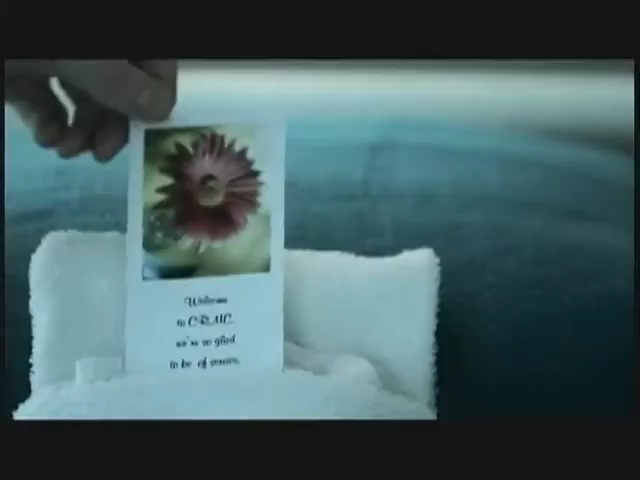 Welcome
to CRMC.
we're so glad
to be of service.